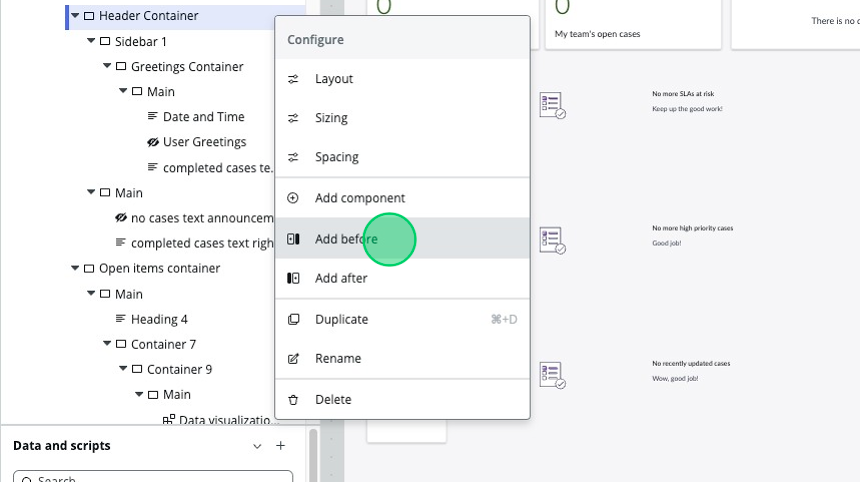 Header Container
Sidebar 1
Greetings Container
Main
Date and Time
User Greetings
completed cases te...
Main
no cases text announcem
completed cases text righ
Open items container
Main
Heading 4
Container 7
Container 9
Main
Data visualizatio...
Data and scripts
Search
Configure
Layout
Sizing
Spacing
Add component
Add before
Add after
Duplicate ⌘+D
Rename
Delete
0
0
My team's open cases
There is no
No more SLAs at risk
Keep up the good work!
No more high priority cases
Good job!
No recently updated cases
Wow, good job!